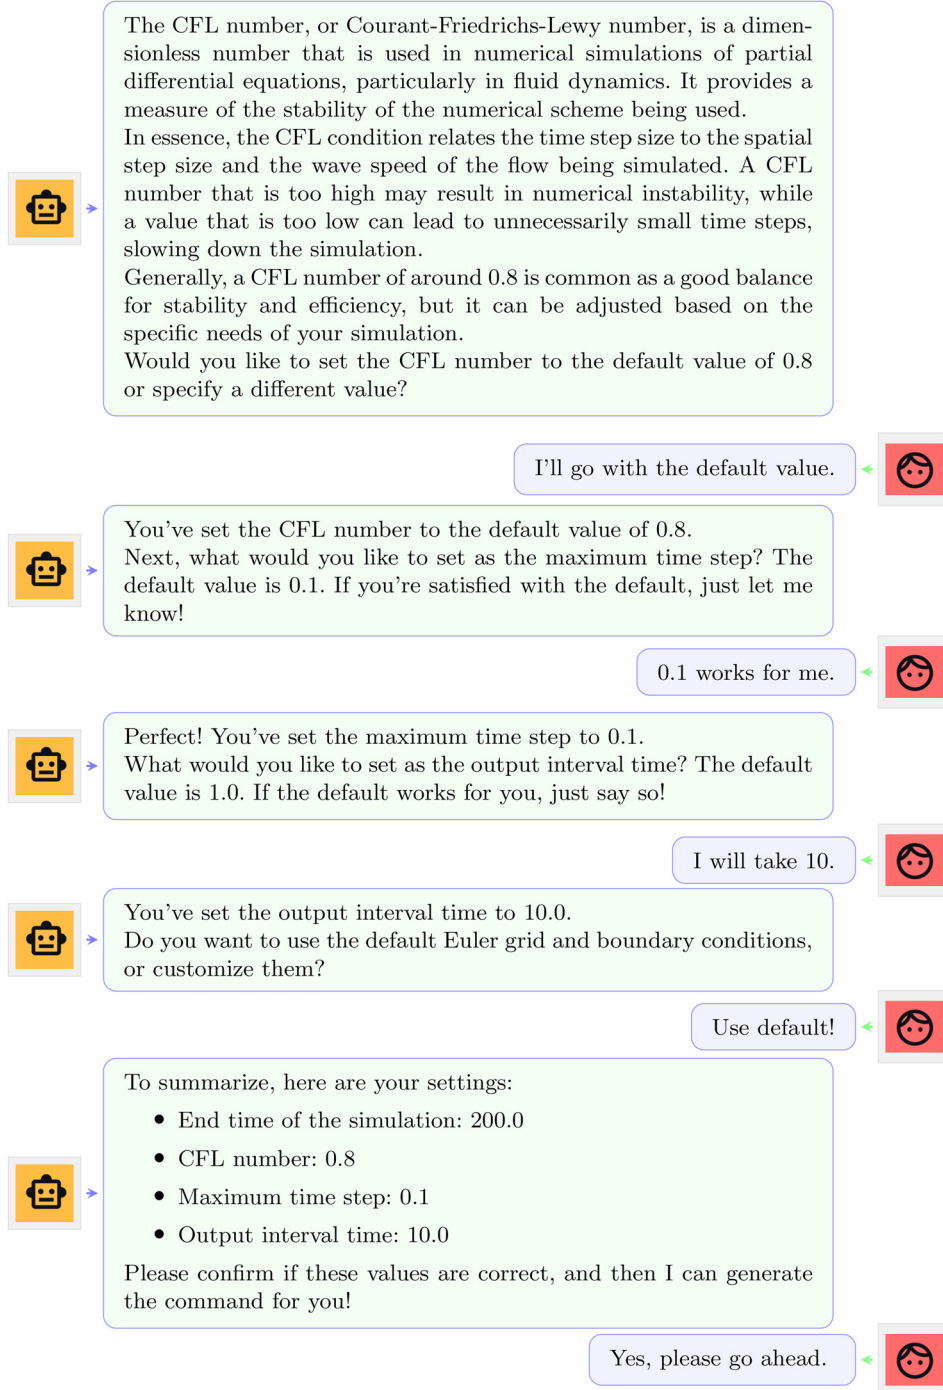 The CFL number, or Courant-Friedrichs-Lewy number, is a dimen-
sionless number that is used in numerical simulations of partial
differential equations, particularly in fluid dynamics. It provides a
measure of the stability of the numerical scheme being used.
In essence, the CFL condition relates the time step size to the spatial
step size and the wave speed of the flow being simulated. A CFL
number that is too high may result in numerical instability, while
a value that is too low can lead to unnecessarily small time steps,
slowing down the simulation.
Generally, a CFL number of around 0.8 is common as a good balance
for stability and efficiency, but it can be adjusted based on the
specific needs of your simulation.
Would you like to set the CFL number to the default value of 0.8
or specify a different value?
I'll go with the default value.
You've set the CFL number to the default value of 0.8.
Next, what would you like to set as the maximum time step? The
default value is 0.1. If you're satisfied with the default, just let me
know!
0.1 works for me.
Perfect! You've set the maximum time step to 0.1.
What would you like to set as the output interval time? The default
value is 1.0. If the default works for you, just say so!
I will take 10.
You've set the output interval time to 10.0.
Do you want to use the default Euler grid and boundary conditions,
or customize them?
Use default!
To summarize, here are your settings:
• End time of the simulation: 200.0
• CFL number: 0.8
• Maximum time step: 0.1
• Output interval time: 10.0
Please confirm if these values are correct, and then I can generate
the command for you!
Yes, please go ahead.